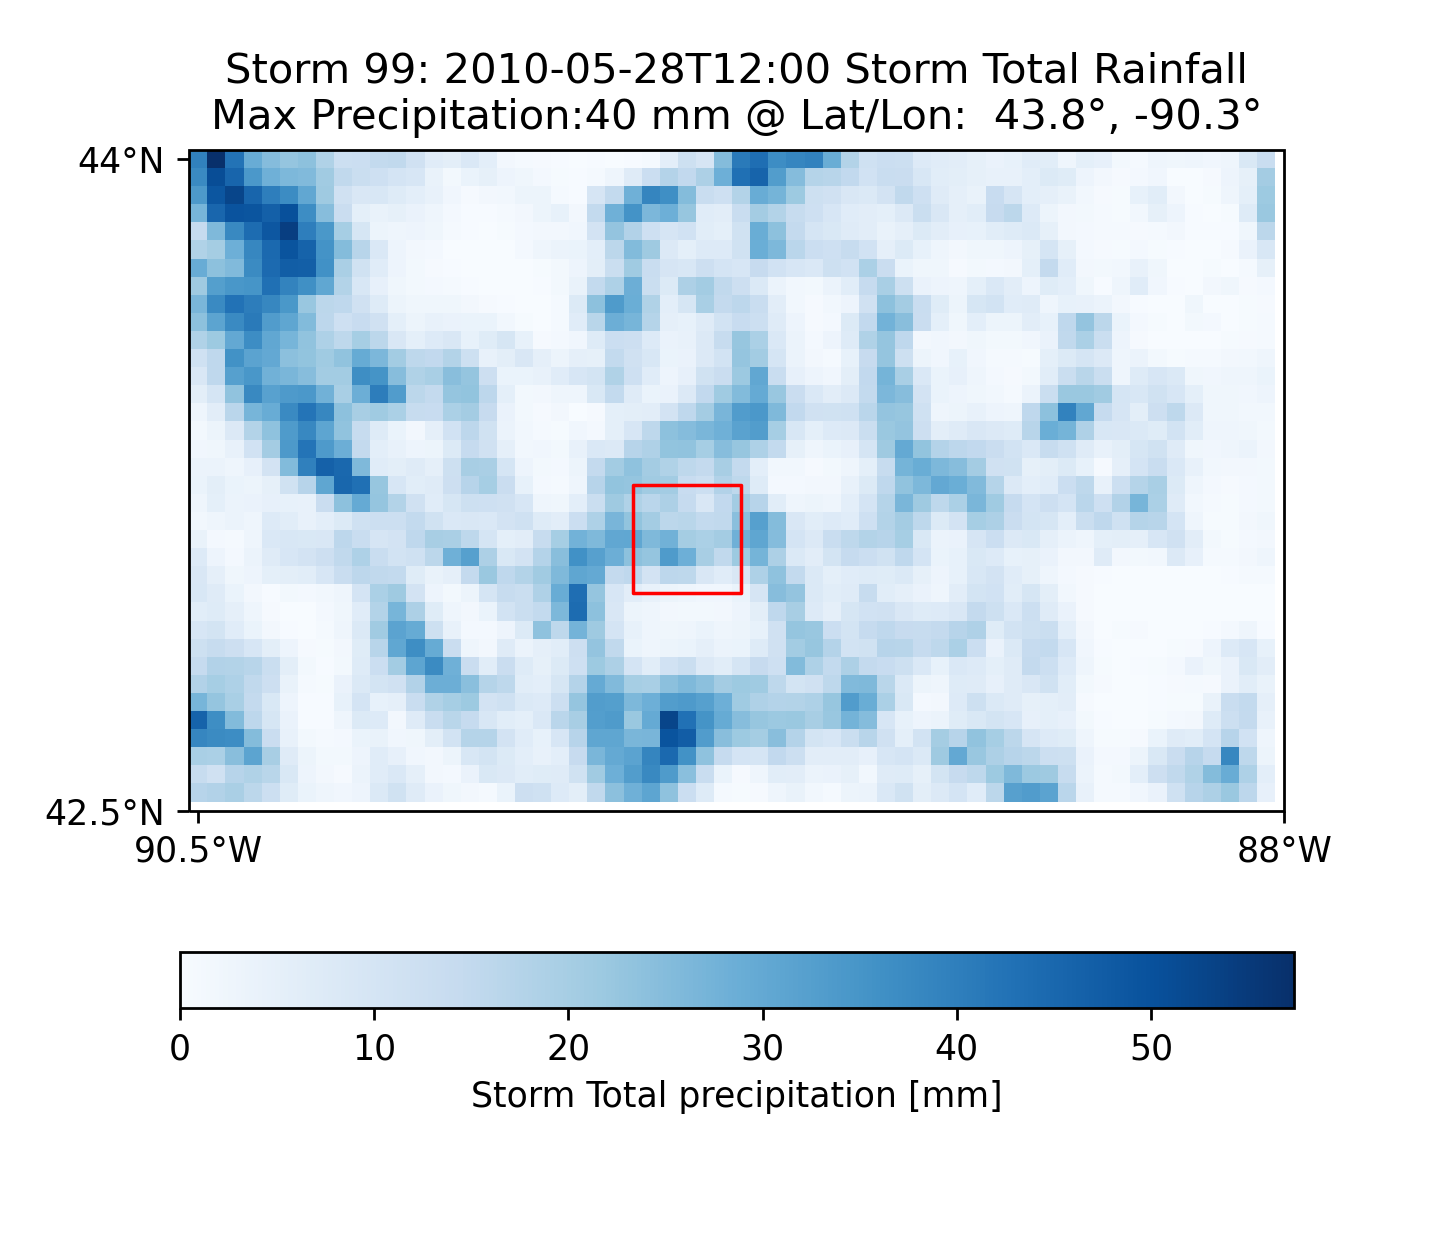 Storm 99: 2010-05-28T12:00 Storm Total Rainfall
Max Precipitation:40 mm @ Lat/Lon:  43.8°, -90.3°
44°N
42.5°N
90.5°W 88°W
0 10 20 30 40 50
Storm Total precipitation [mm]